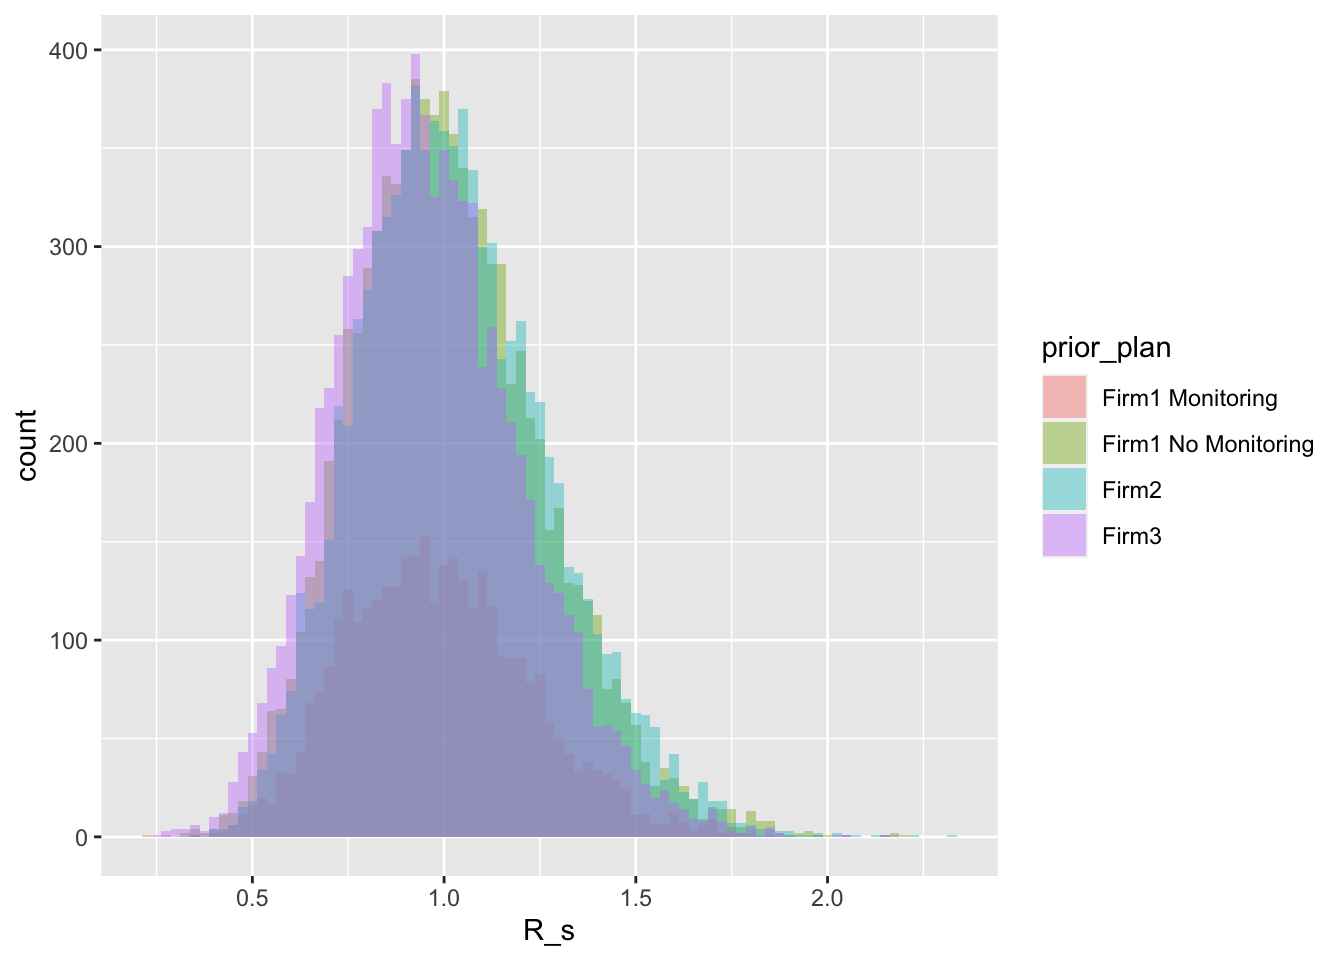 400
300
200
100
0
count
0.5
1.0
1.5
2.0
R_s
prior_plan
Firm1 Monitoring
Firm1 No Monitoring
Firm2
Firm3